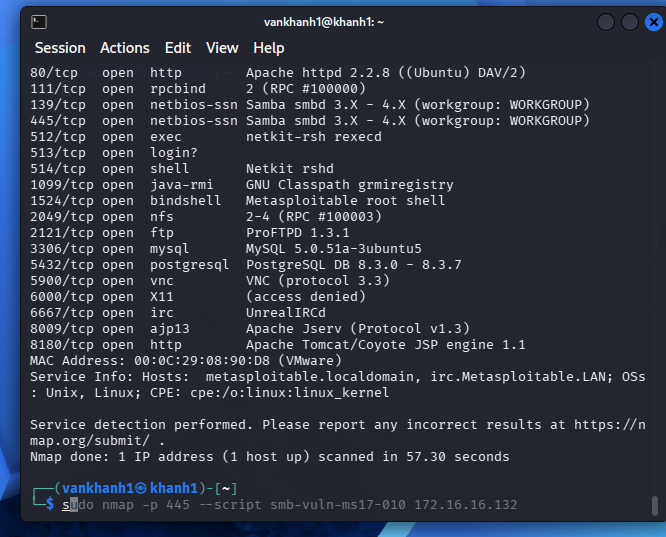 vankhanh1@khanh1: ~
Session Actions Edit View Help
80/tcp open http Apache httpd 2.2.8 ((Ubuntu) DAV/2)
111/tcp open rpcbind 2 (RPC #100000)
139/tcp open netbios-ssn Samba smbd 3.X - 4.X (workgroup: WORKGROUP)
445/tcp open netbios-ssn Samba smbd 3.X - 4.X (workgroup: WORKGROUP)
512/tcp open exec netkit-rsh rexecd
513/tcp open login?
514/tcp open shell Netkit rshd
1099/tcp open java-rmi GNU Classpath grmiregistry
1524/tcp open bindshell Metasploitable root shell
2049/tcp open nfs 2-4 (RPC #100003)
2121/tcp open ftp ProFTPD 1.3.1
3306/tcp open mysql MySQL 5.0.51a-3ubuntu5
5432/tcp open postgresql PostgreSQL DB 8.3.0 - 8.3.7
5900/tcp open vnc VNC (protocol 3.3)
6000/tcp open X11 (access denied)
6667/tcp open irc UnrealIRCd
8009/tcp open ajp13 Apache Jserv (Protocol v1.3)
8180/tcp open http Apache Tomcat/Coyote JSP engine 1.1
MAC Address: 00:0C:29:08:90:D8 (VMware)
Service Info: Hosts:  metasploitable.localdomain, irc.Metasploitable.LAN; OSs
: Unix, Linux; CPE: cpe:/o:linux:linux_kernel
Service detection performed. Please report any incorrect results at https://n
map.org/submit/ .
Nmap done: 1 IP address (1 host up) scanned in 57.30 seconds
┌──(vankhanh1㉿khanh1)-[~]
└─$ sudo nmap -p 445 --script smb-vuln-ms17-010 172.16.16.132